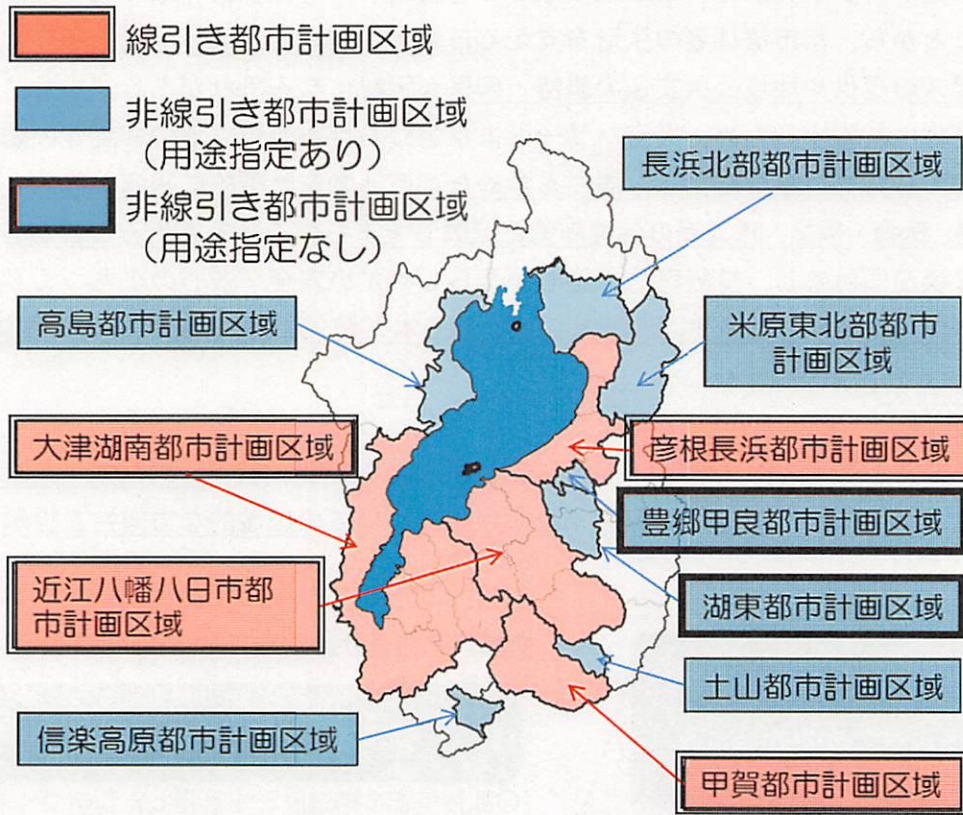 線引き都市計画区域
非線引き都市計画区域
(用途指定あり)
非線引き都市計画区域
(用途指定なし)
長浜北部都市計画区域
高島都市計画区域
米原東北部都市
計画区域
大津湖南都市計画区域
彦根長浜都市計画区域
豊郷甲良都市計画区域
近江八幡八日市都
市計画区域
湖東都市計画区域
土山都市計画区域
信楽高原都市計画区域
甲賀都市計画区域